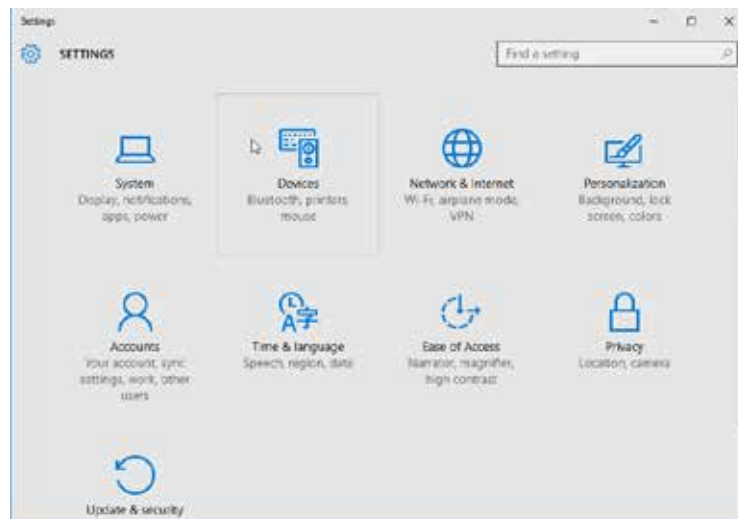 Settings
SETTINGS
Find a setting
System
Display, notifications,
apps, power
Devices
Bluetooth, printers,
mouse
Network & Internet
Wi-Fi, airplane mode,
VPN
Personalization
Background, lock
screen, colors
Accounts
Your account, sync
settings, work, other
users
Time & language
Speech, region, date
Ease of Access
Narrator, magnifier,
high contrast
Privacy
Location, camera
Update & security